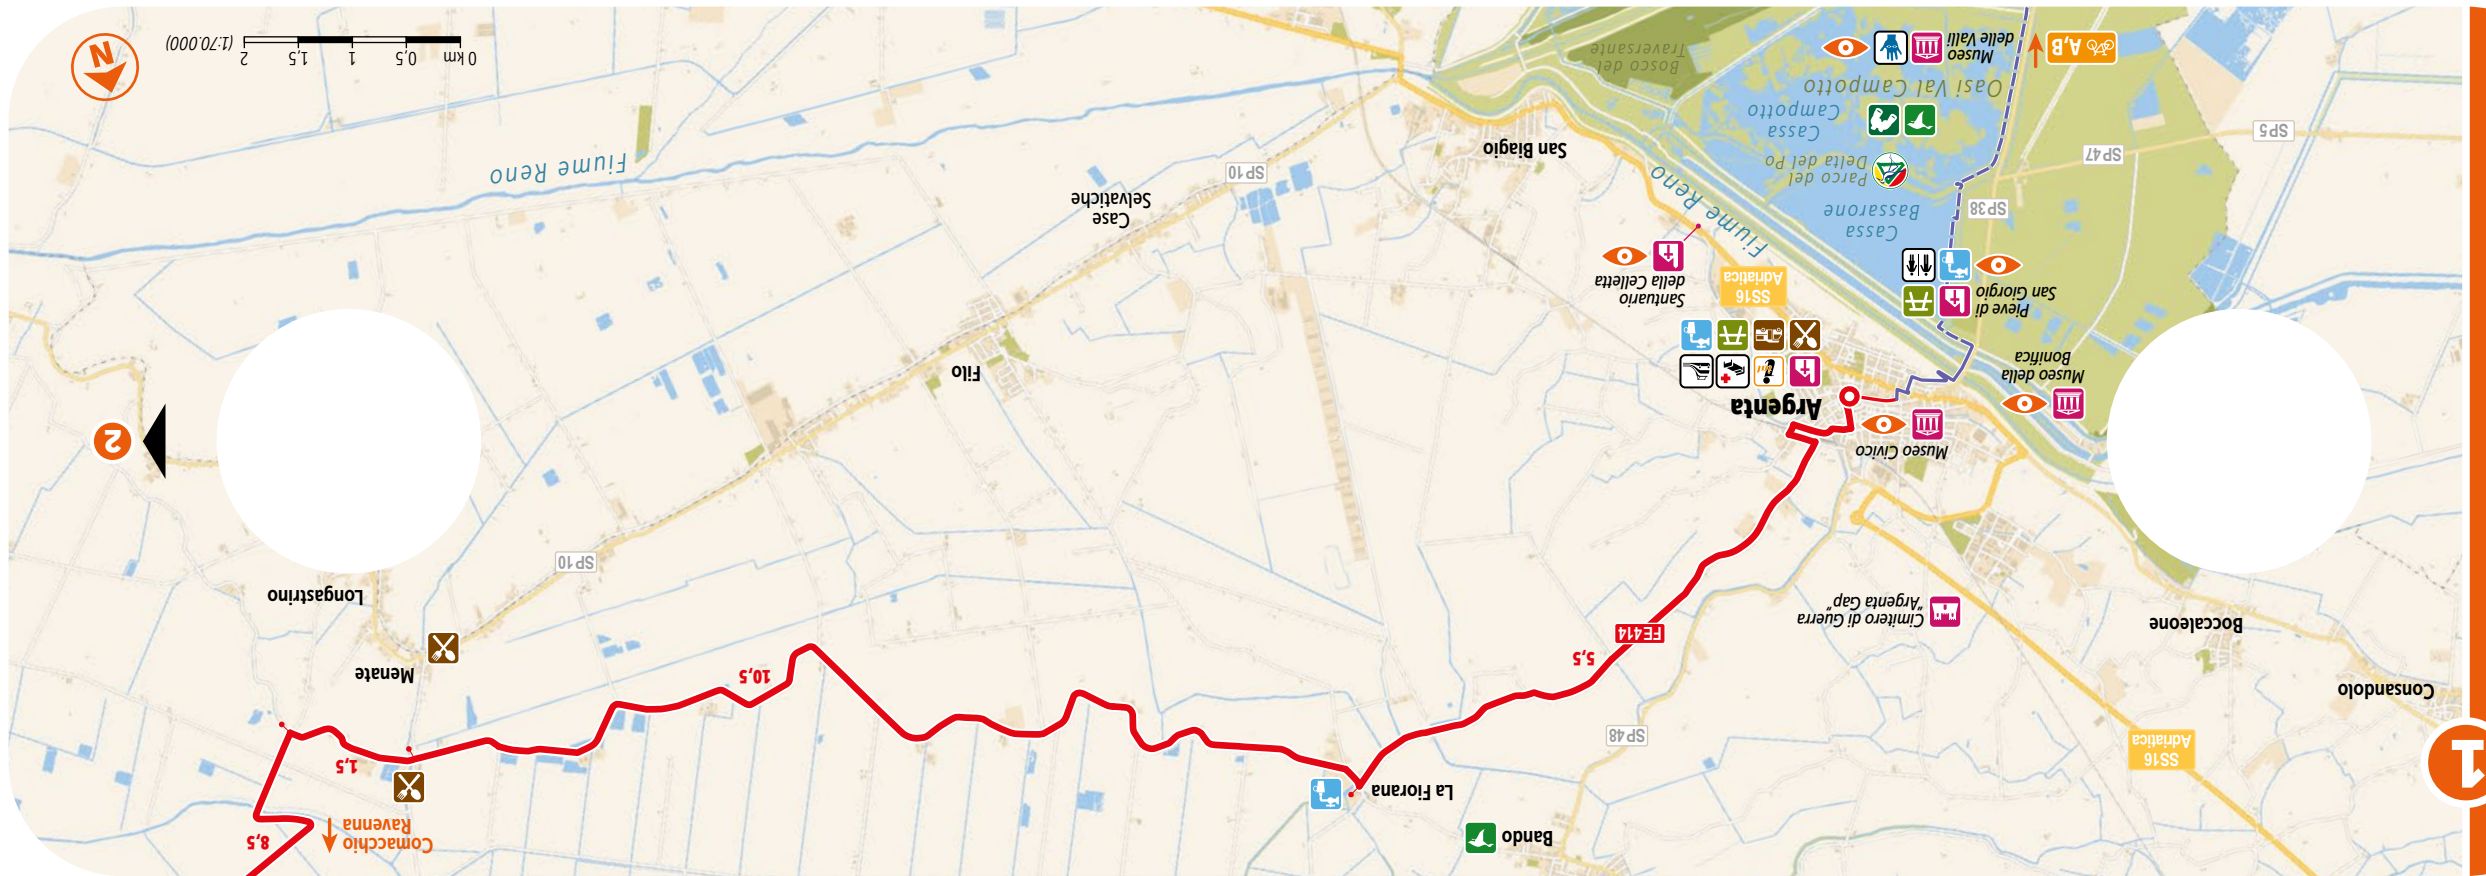 Bando
8,5
Comacchio
Ravenna
1
La Fiorana
1,5
SS16
Adriatica
SP48
Consandolo
10,5
Menate
5,5
FE414
Boccaleone
Cimitero di Guerra
"Argenta Gap"
Longastrino
SP10
Museo Civico
2
Argenta
Museo della
Bonifica
Filo
Pieve di
San Giorgio
SS16
Adriatica
Santuario
della Celletta
Cassa
Bassarone
Fiume Reno
SP38
Case
Selvatiche
Parco del
Delta del Po
SP10
Fiume Reno
SP47
San Biagio
SP5
Cassa
Campotto
Oasi Val Campotto
Bosco del
Traversante
A,B
Museo
delle Valli
0 km 0,5 1 1,5 2 (1:70.000)
N